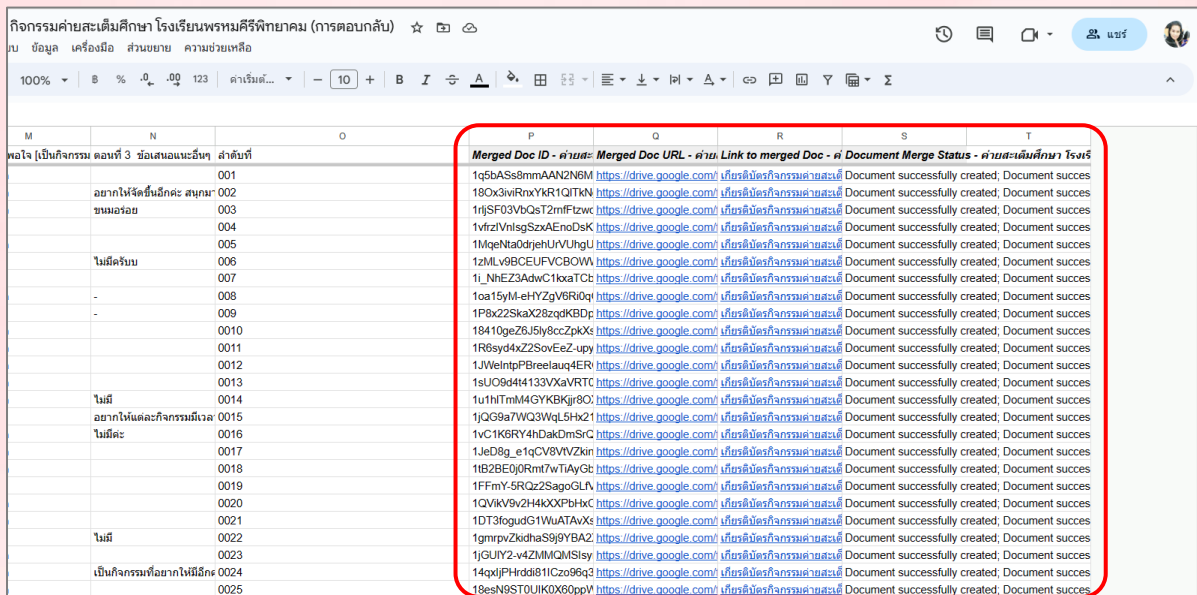 กิจกรรมค่ายสะเต็มศึกษา โรงเรียนพรหมคีรีพิทยาคม (การตอบกลับ)
ข้อมูล เครื่องมือ ส่วนขยาย ความช่วยเหลือ
แชร์
100% B % .0 .00 123 ค่าเริ่มต้... − 10 + B I A Σ
M N O P Q R S T
พอใจ [เป็นกิจกรรม ตอนที่ 3 ข้อเสนอแนะอื่นๆ ลำดับที่ Merged Doc ID - ค่ายสะ Merged Doc URL - ค่าย Link to merged Doc - ค่ Document Merge Status - ค่ายสะเต็มศึกษา โรงเรี
001 1q5bASs8mmAAN2N6M https://drive.google.com/ เกียรติบัตรกิจกรรมค่ายสะเต็ Document successfully created; Document succes
อยากให้จัดขึ้นอีกค่ะ สนุกมา 002 18Ox3iviRnxYkR1QITkN https://drive.google.com/ เกียรติบัตรกิจกรรมค่ายสะเต็ Document successfully created; Document succes
ขนมอร่อย 003 1rljSF03VbQsT2rnfFtzwc https://drive.google.com/ เกียรติบัตรกิจกรรมค่ายสะเต็ Document successfully created; Document succes
004 1vfrzIVnIsgSzxAEnoDsK https://drive.google.com/ เกียรติบัตรกิจกรรมค่ายสะเต็ Document successfully created; Document succes
005 1MqeNta0drjehUrVUhgU https://drive.google.com/ เกียรติบัตรกิจกรรมค่ายสะเต็ Document successfully created; Document succes
ไม่มีครับบ 006 1zMLv9BCEUFVCBOWW https://drive.google.com/ เกียรติบัตรกิจกรรมค่ายสะเต็ Document successfully created; Document succes
007 1i_NhEZ3AdwC1kxaTCb https://drive.google.com/ เกียรติบัตรกิจกรรมค่ายสะเต็ Document successfully created; Document succes
- 008 1oa15yM-eHYZgV6Ri0q https://drive.google.com/ เกียรติบัตรกิจกรรมค่ายสะเต็ Document successfully created; Document succes
- 009 1P8x22SkaX28zqdKBDp https://drive.google.com/ เกียรติบัตรกิจกรรมค่ายสะเต็ Document successfully created; Document succes
0010 18410geZ6J5ly8ccZpkXs https://drive.google.com/ เกียรติบัตรกิจกรรมค่ายสะเต็ Document successfully created; Document succes
0011 1R6syd4xZ2SovEeZ-upy https://drive.google.com/ เกียรติบัตรกิจกรรมค่ายสะเต็ Document successfully created; Document succes
0012 1JWeIntpPBreelauq4ER https://drive.google.com/ เกียรติบัตรกิจกรรมค่ายสะเต็ Document successfully created; Document succes
0013 1sUO9d4t4133VXaVRT0 https://drive.google.com/ เกียรติบัตรกิจกรรมค่ายสะเต็ Document successfully created; Document succes
ไม่มี 0014 1u1hlTmM4GYKBKjjr8O https://drive.google.com/ เกียรติบัตรกิจกรรมค่ายสะเต็ Document successfully created; Document succes
อยากให้แต่ละกิจกรรมมีเวลา 0015 1jQG9a7WQ3WqL5Hx21 https://drive.google.com/ เกียรติบัตรกิจกรรมค่ายสะเต็ Document successfully created; Document succes
ไม่มีค่ะ 0016 1vC1K6RY4hDakDmSrQ https://drive.google.com/ เกียรติบัตรกิจกรรมค่ายสะเต็ Document successfully created; Document succes
0017 1JeD8g_e1qCV8VtVZkin https://drive.google.com/ เกียรติบัตรกิจกรรมค่ายสะเต็ Document successfully created; Document succes
0018 1tB2BE0j0Rmt7wTiAyGb https://drive.google.com/ เกียรติบัตรกิจกรรมค่ายสะเต็ Document successfully created; Document succes
0019 1FFmY-5RQz2SagoGLfV https://drive.google.com/ เกียรติบัตรกิจกรรมค่ายสะเต็ Document successfully created; Document succes
0020 1QVikV9v2H4kXXPbHxC https://drive.google.com/ เกียรติบัตรกิจกรรมค่ายสะเต็ Document successfully created; Document succes
0021 1DT3fogudG1WuATAvXs https://drive.google.com/ เกียรติบัตรกิจกรรมค่ายสะเต็ Document successfully created; Document succes
ไม่มี 0022 1gmrpvZkidhaS9j9YBA2 https://drive.google.com/ เกียรติบัตรกิจกรรมค่ายสะเต็ Document successfully created; Document succes
0023 1jGUIY2-v4ZMMQMSIsy https://drive.google.com/ เกียรติบัตรกิจกรรมค่ายสะเต็ Document successfully created; Document succes
เป็นกิจกรรมที่อยากให้มีอีก 0024 14qxljPHrddi81ICzo96q3 https://drive.google.com/ เกียรติบัตรกิจกรรมค่ายสะเต็ Document successfully created; Document succes
0025 18esN9ST0UIK0X60ppW https://drive.google.com/ เกียรติบัตรกิจกรรมค่ายสะเต็ Document successfully created; Document succes